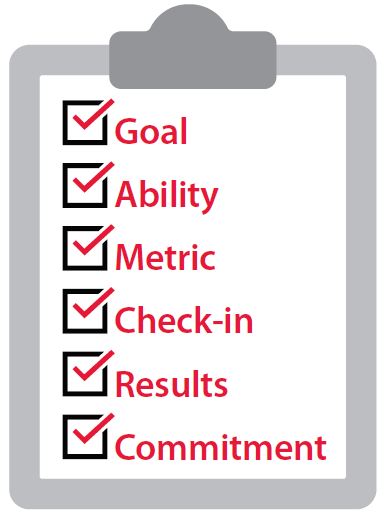 Goal
Ability
Metric
Check-in
Results
Commitment